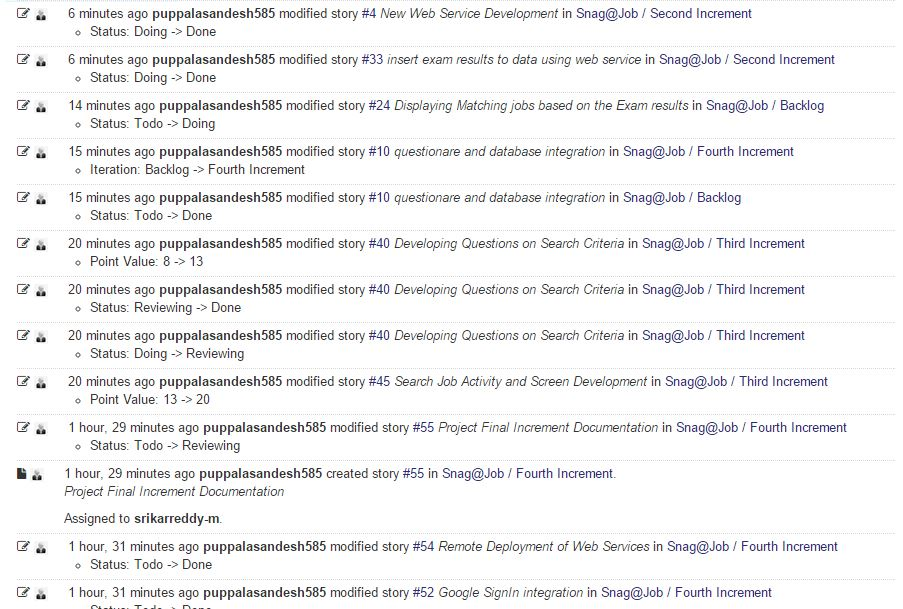 6 minutes ago puppalasandesh585 modified story #4 New Web Service Development in Snag@Job / Second Increment
Status: Doing -> Done
6 minutes ago puppalasandesh585 modified story #33 insert exam results to data using web service in Snag@Job / Second Increment
Status: Doing -> Done
14 minutes ago puppalasandesh585 modified story #24 Displaying Matching jobs based on the Exam results in Snag@Job / Backlog
Status: Todo -> Doing
15 minutes ago puppalasandesh585 modified story #10 questionare and database integration in Snag@Job / Fourth Increment
Iteration: Backlog -> Fourth Increment
15 minutes ago puppalasandesh585 modified story #10 questionare and database integration in Snag@Job / Backlog
Status: Todo -> Done
20 minutes ago puppalasandesh585 modified story #40 Developing Questions on Search Criteria in Snag@Job / Third Increment
Point Value: 8 -> 13
20 minutes ago puppalasandesh585 modified story #40 Developing Questions on Search Criteria in Snag@Job / Third Increment
Status: Reviewing -> Done
20 minutes ago puppalasandesh585 modified story #40 Developing Questions on Search Criteria in Snag@Job / Third Increment
Status: Doing -> Reviewing
20 minutes ago puppalasandesh585 modified story #45 Search Job Activity and Screen Development in Snag@Job / Third Increment
Point Value: 13 -> 20
1 hour, 29 minutes ago puppalasandesh585 modified story #55 Project Final Increment Documentation in Snag@Job / Fourth Increment
Status: Todo -> Reviewing
1 hour, 29 minutes ago puppalasandesh585 created story #55 in Snag@Job / Fourth Increment.
Project Final Increment Documentation
Assigned to srikarreddy-m.
1 hour, 31 minutes ago puppalasandesh585 modified story #54 Remote Deployment of Web Services in Snag@Job / Fourth Increment
Status: Todo -> Done
1 hour, 31 minutes ago puppalasandesh585 modified story #52 Google SignIn integration in Snag@Job / Fourth Increment
Status: Todo -> Done